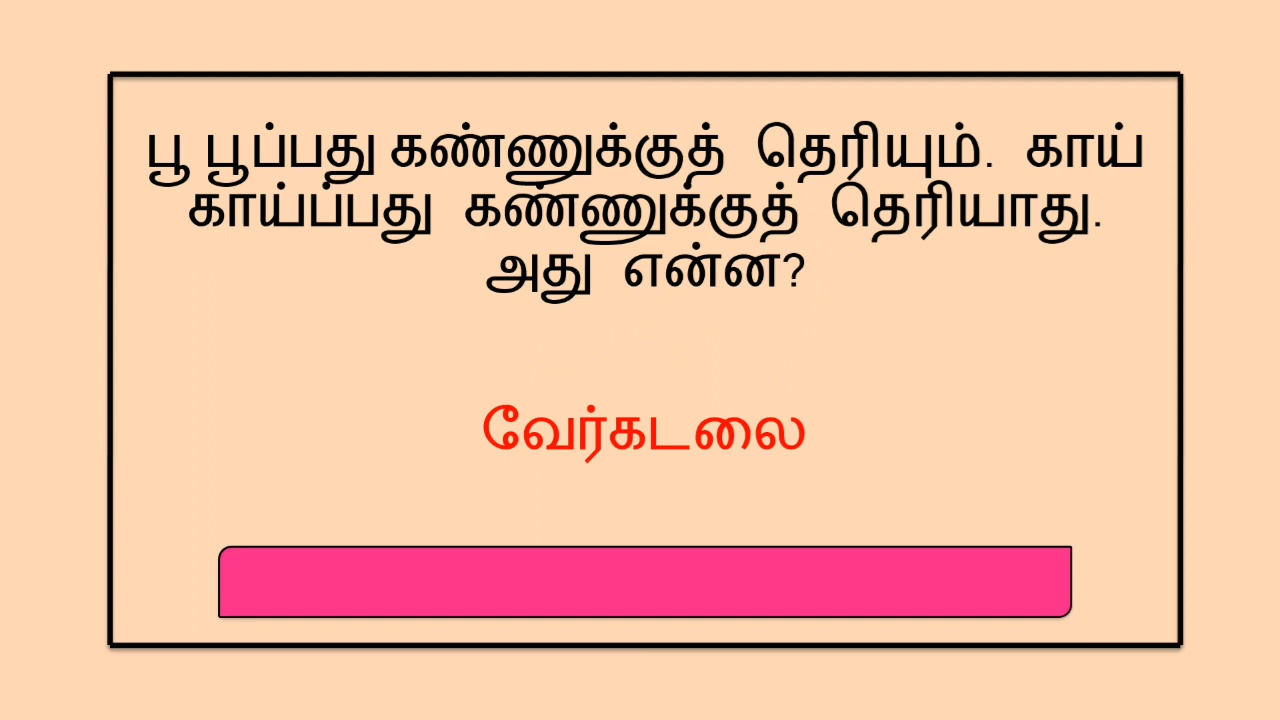 பூ பூப்பது கண்ணுக்குத் தெரியும். காய்
காய்ப்பது கண்ணுக்குத் தெரியாது.
அது என்ன?
வேர்கடலை